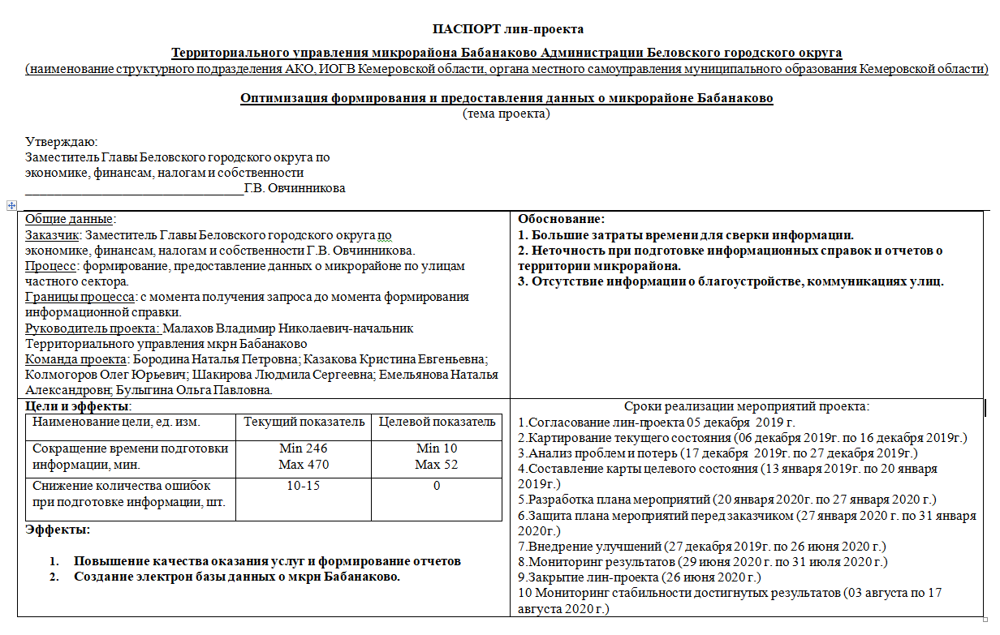 ПАСПОРТ лин-проекта
Территориального управления микрорайона Бабанаково Администрации Беловского городского округа
(наименование структурного подразделения АКО, ИОГВ Кемеровской области, органа местного самоуправления муниципального образования Кемеровской области)
Оптимизация формирования и предоставления данных о микрорайоне Бабанаково
(тема проекта)
Утверждаю:
Заместитель Главы Беловского городского округа по
экономике, финансам, налогам и собственности
______________________________Г.В. Овчинникова
Общие данные:
Заказчик: Заместитель Главы Беловского городского округа по
экономике, финансам, налогам и собственности Г.В. Овчинникова.
Процесс: формирование, предоставление данных о микрорайоне по улицам
частного сектора.
Границы процесса: с момента получения запроса до момента формирования
информационной справки.
Руководитель проекта: Малахов Владимир Николаевич-начальник
Территориального управления мкрн Бабанаково
Команда проекта: Бородина Наталья Петровна; Казакова Кристина Евгеньевна;
Колмогоров Олег Юрьевич; Шакирова Людмила Сергеевна; Емельянова Наталья
Александровн; Булыгина Ольга Павловна.
Обоснование:
1. Большие затраты времени для сверки информации.
2. Неточность при подготовке информационных справок и отчетов о
территории микрорайона.
3. Отсутствие информации о благоустройстве, коммуникациях улиц.
Цели и эффекты:
Наименование цели, ед. изм. Текущий показатель Целевой показатель
Сокращение времени подготовки Min 246 Min 10
информации, мин. Max 470 Max 52
Снижение количества ошибок 10-15 0
при подготовке информации, шт.
Эффекты:
1. Повышение качества оказания услуг и формирование отчетов
2. Создание электрон базы данных о мкрн Бабанаково.
Сроки реализации мероприятий проекта:
1.Согласование лин-проекта 05 декабря 2019 г.
2.Картирование текущего состояния (06 декабря 2019г. по 16 декабря 2019г.)
3.Анализ проблем и потерь (17 декабря 2019г. по 27 декабря 2019г.)
4.Составление карты целевого состояния (13 января 2019г. по 20 января
2019г.)
5.Разработка плана мероприятий (20 января 2020г. по 27 января 2020 г.)
6.Защита плана мероприятий перед заказчиком (27 января 2020 г. по 31 января
2020г.)
7.Внедрение улучшений (27 декабря 2019г. по 26 июня 2020 г.)
8.Мониторинг результатов (29 июня 2020 г. по 31 июля 2020 г.)
9.Закрытие лин-проекта (26 июня 2020 г.)
10 Мониторинг стабильности достигнутых результатов (03 августа по 17
августа 2020 г.)